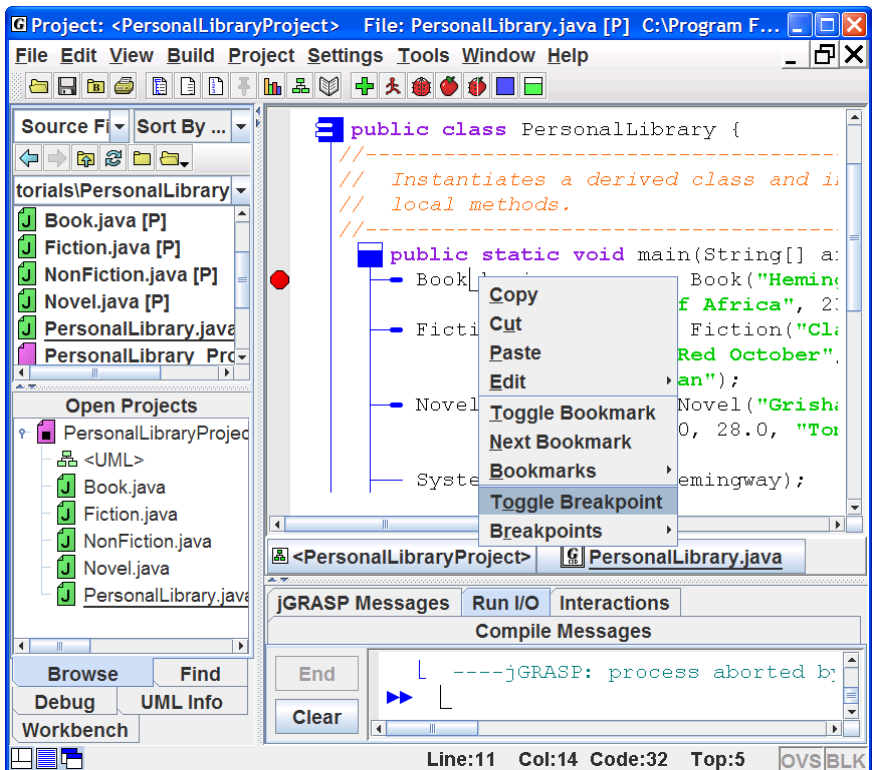 Project: <PersonalLibraryProject> File: PersonalLibrary.java [P] C:\Program F...
File Edit View Build Project Settings Tools Window Help
Source Fi Sort By ...
torials\PersonalLibrary
Book.java [P]
Fiction.java [P]
NonFiction.java [P]
Novel.java [P]
PersonalLibrary.java
PersonalLibrary_Pro
Open Projects
PersonalLibraryProjec
<UML>
Book.java
Fiction.java
NonFiction.java
Novel.java
PersonalLibrary.java
Browse Find
Debug UML Info
Workbench
public class PersonalLibrary {
//------------------------------------
// Instantiates a derived class and i
// local methods.
//------------------------------------
public static void main(String[] a
Book Book("Heming
f Africa", 2
Ficti Fiction("Cla
Red October",
an");
Novel Novel("Grisha
0, 28.0, "To
Syste emingway);
Copy
Cut
Paste
Edit
Toggle Bookmark
Next Bookmark
Bookmarks
Toggle Breakpoint
Breakpoints
<PersonalLibraryProject> PersonalLibrary.java
jGRASP Messages Run I/O Interactions
Compile Messages
End
Clear
----jGRASP: process aborted by
Line:11 Col:14 Code:32 Top:5 OVS BLK